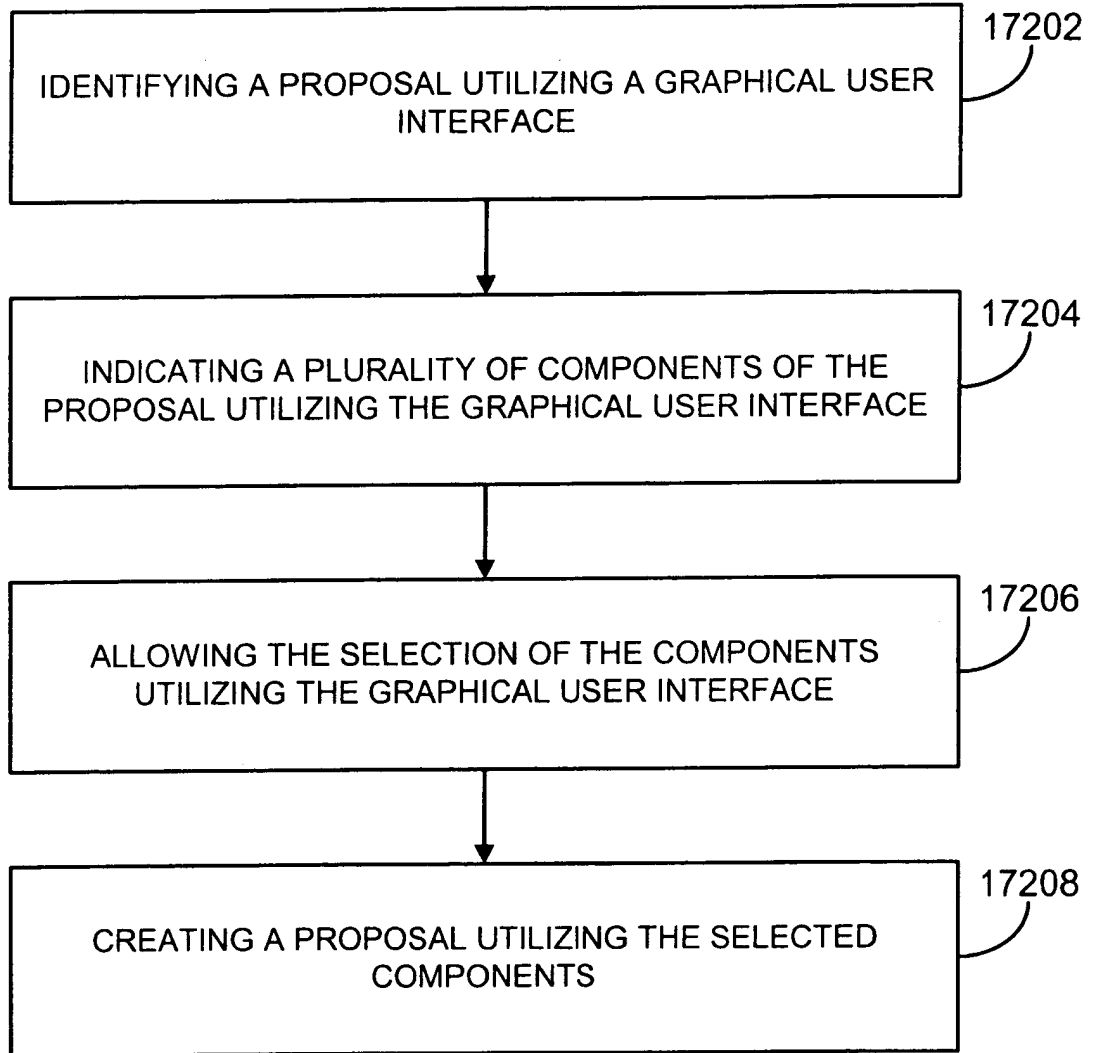 17202
IDENTIFYING A PROPOSAL UTILIZING A GRAPHICAL USER
INTERFACE
17204
INDICATING A PLURALITY OF COMPONENTS OF THE
PROPOSAL UTILIZING THE GRAPHICAL USER INTERFACE
17206
ALLOWING THE SELECTION OF THE COMPONENTS
UTILIZING THE GRAPHICAL USER INTERFACE
17208
CREATING A PROPOSAL UTILIZING THE SELECTED
COMPONENTS